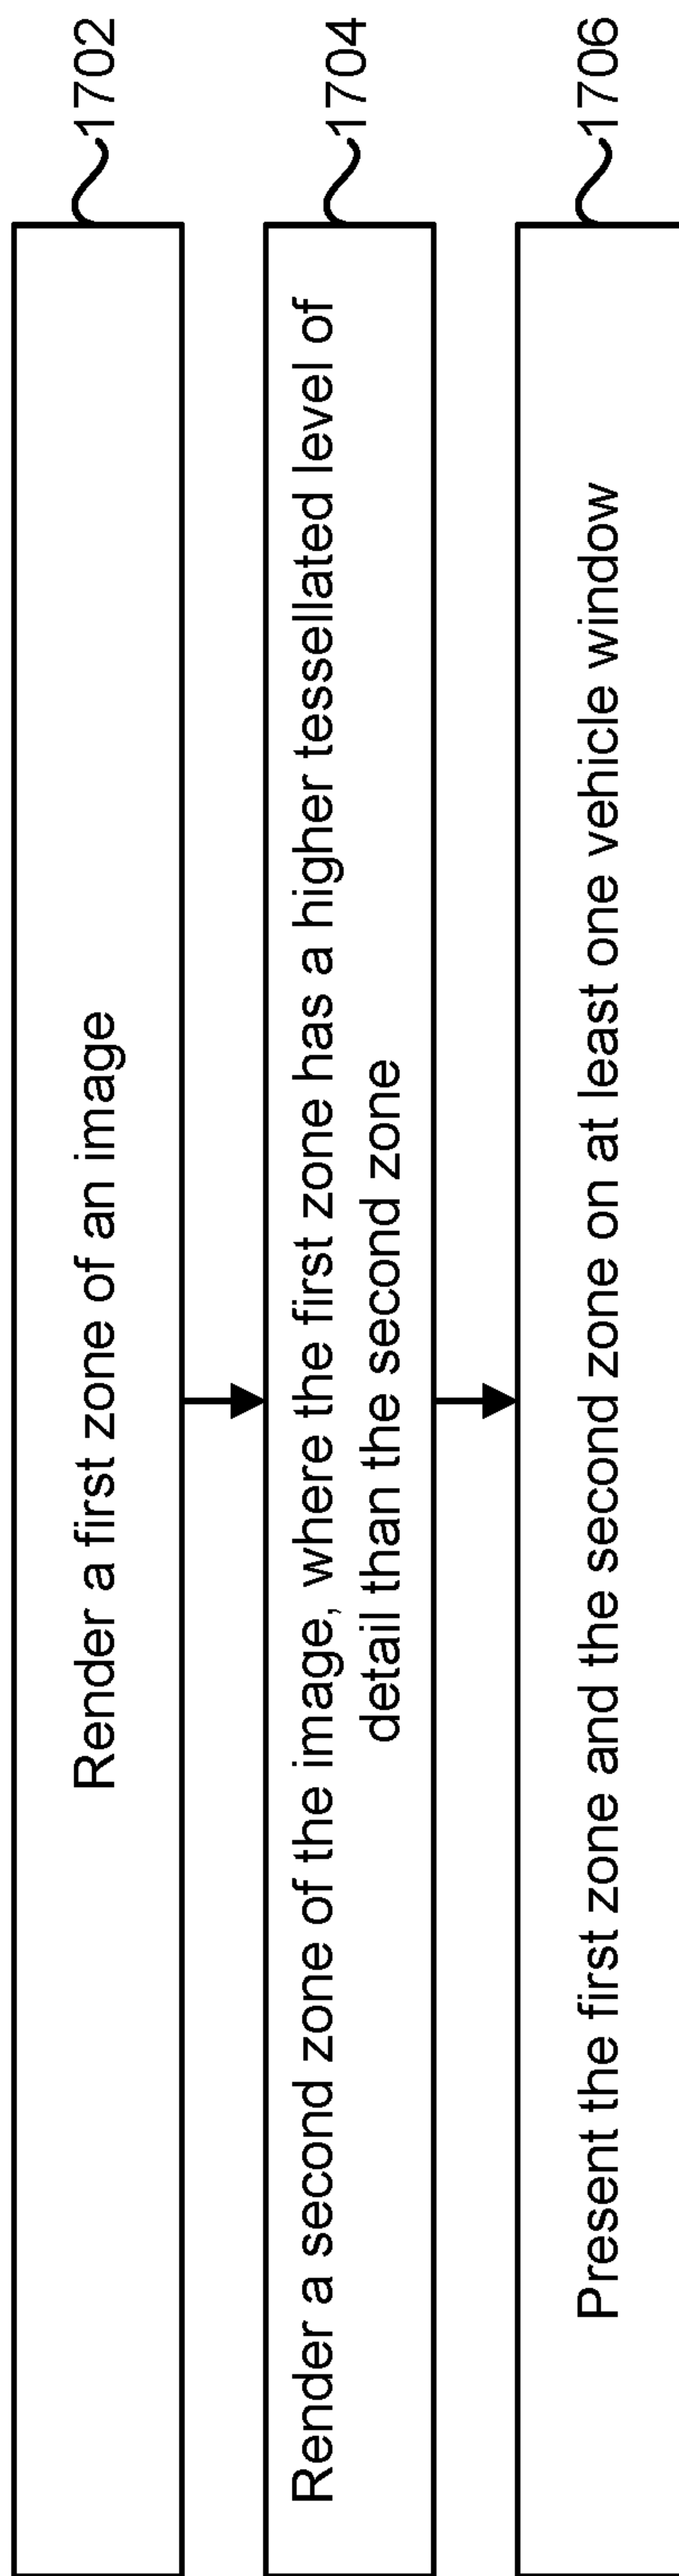 Render a first zone of an image
1702
Render a second zone of the image, where the first zone has a higher tessellated level of
detail than the second zone
1704
Present the first zone and the second zone on at least one vehicle window
1706